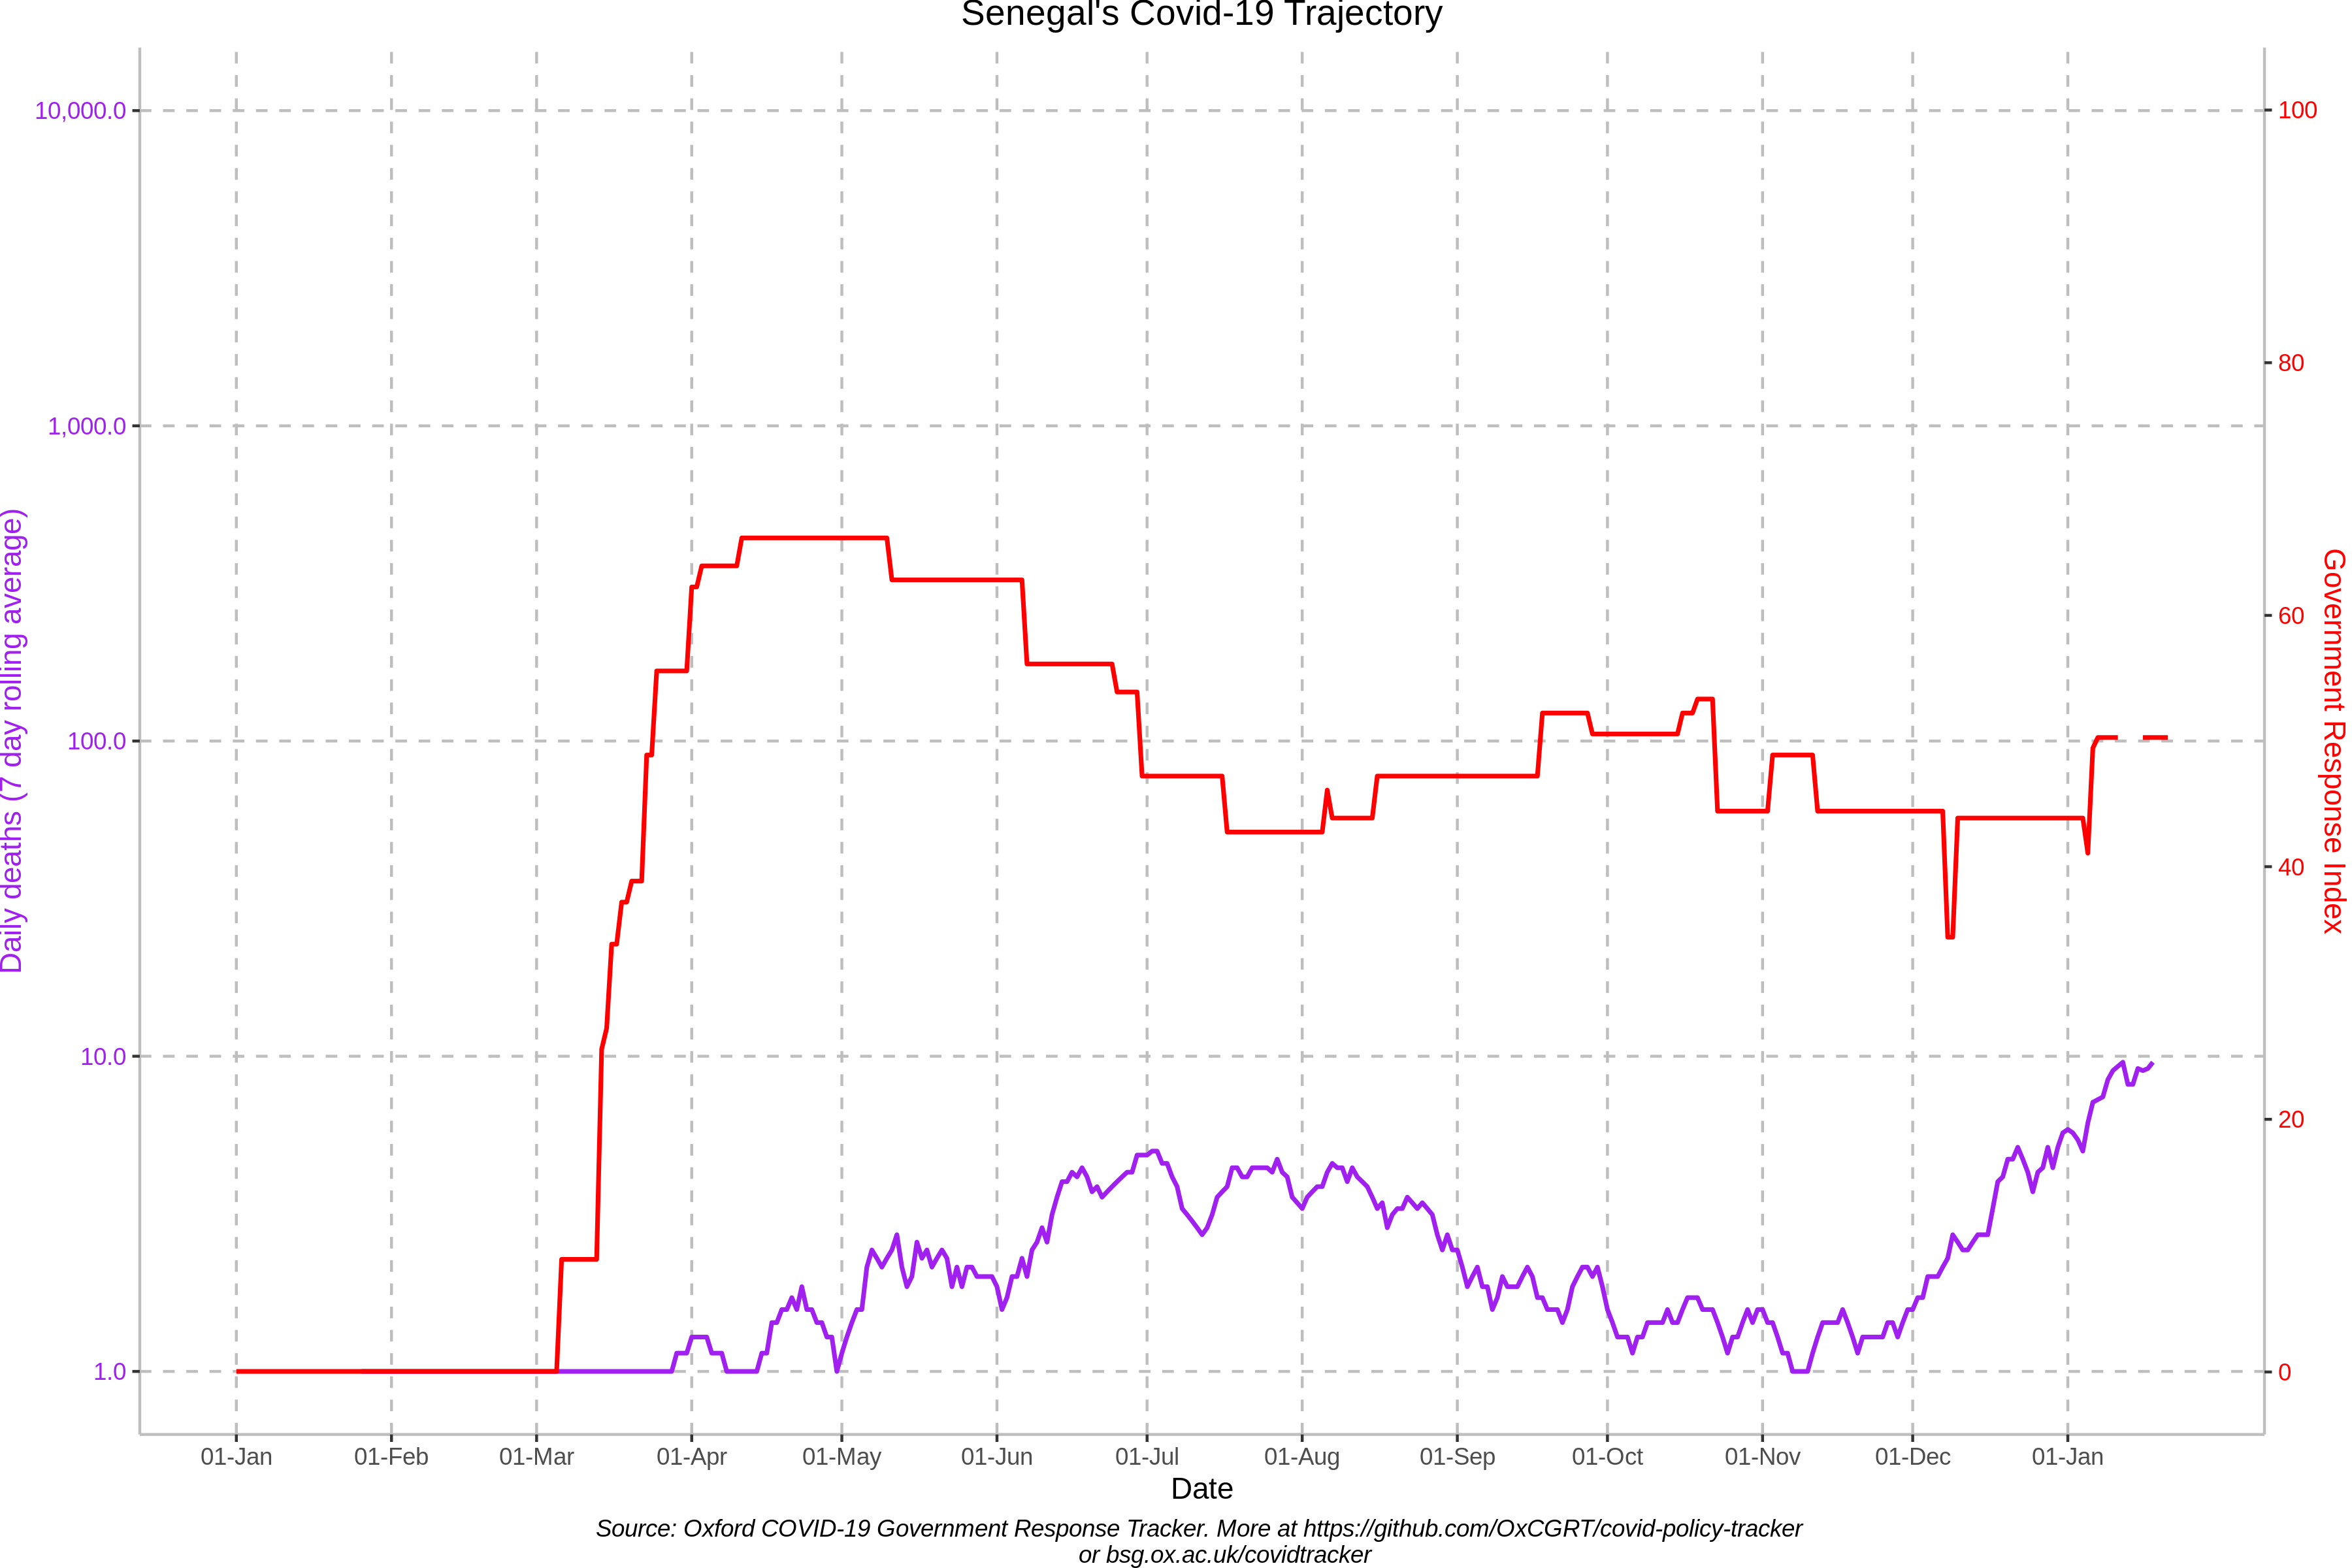 Senegal's Covid-19 Trajectory
10,000.0
1,000.0
100.0
10.0
1.0
Daily deaths (7 day rolling average)
100
80
60
40
20
0
Government Response Index
01-Jan
01-Feb
01-Mar
01-Apr
01-May
01-Jun
01-Jul
01-Aug
01-Sep
01-Oct
01-Nov
01-Dec
01-Jan
Date
Source: Oxford COVID-19 Government Response Tracker. More at https://github.com/OxCGRT/covid-policy-tracker
or bsg.ox.ac.uk/covidtracker